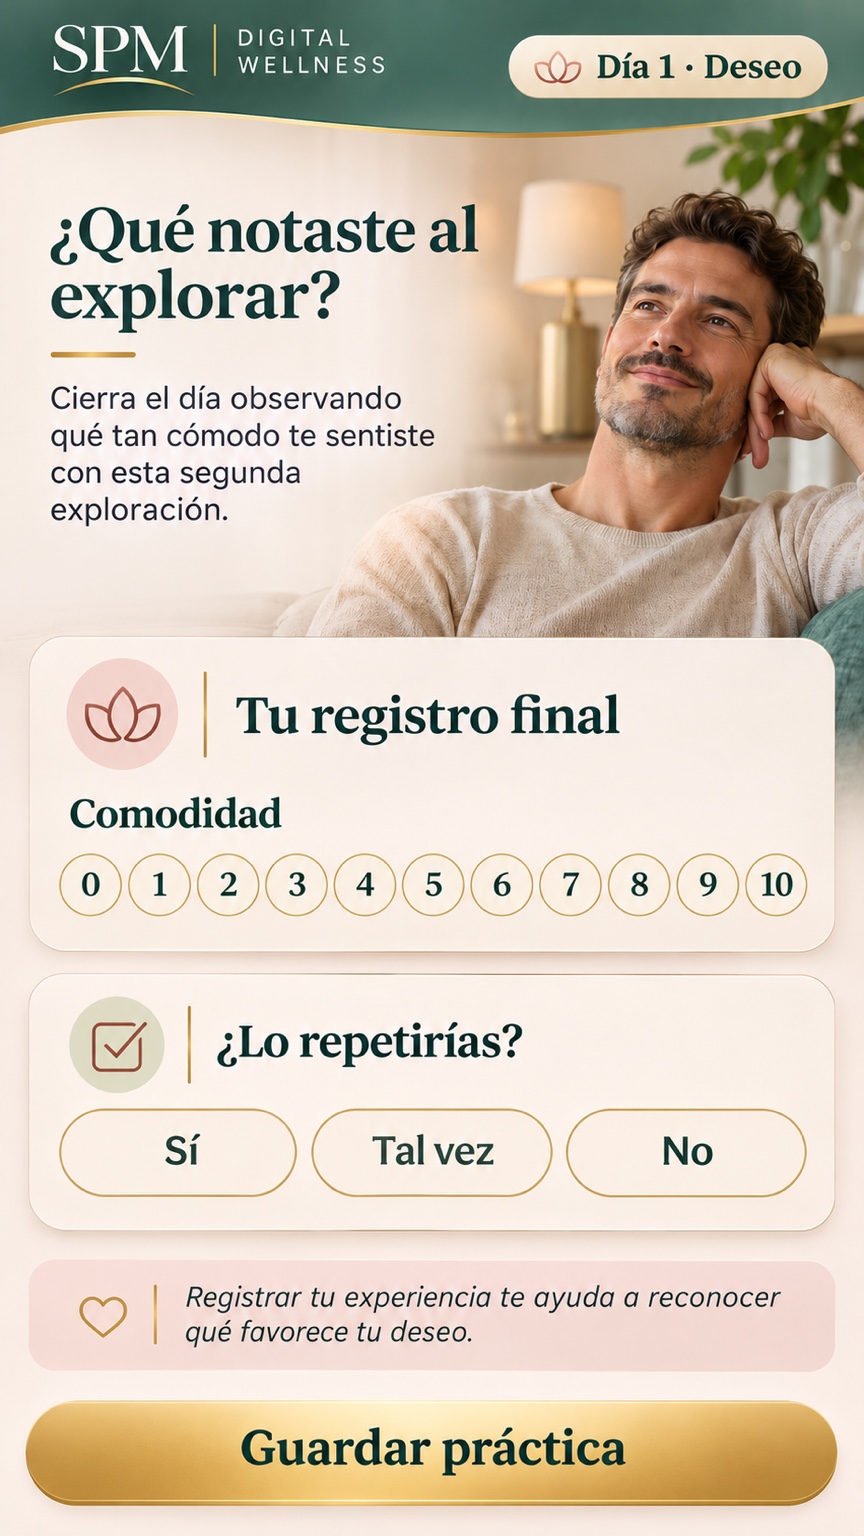 SPM
DIGITAL
WELLNESS
Día 1 · Deseo
¿Qué notaste al
explorar?
Cierra el día observando
qué tan cómodo te sentiste
con esta segunda
exploración.
Tu registro final
Comodidad
0 1 2 3 4 5 6 7 8 9 10
¿Lo repetirías?
Sí Tal vez No
Registrar tu experiencia te ayuda a reconocer
qué favorece tu deseo.
Guardar práctica